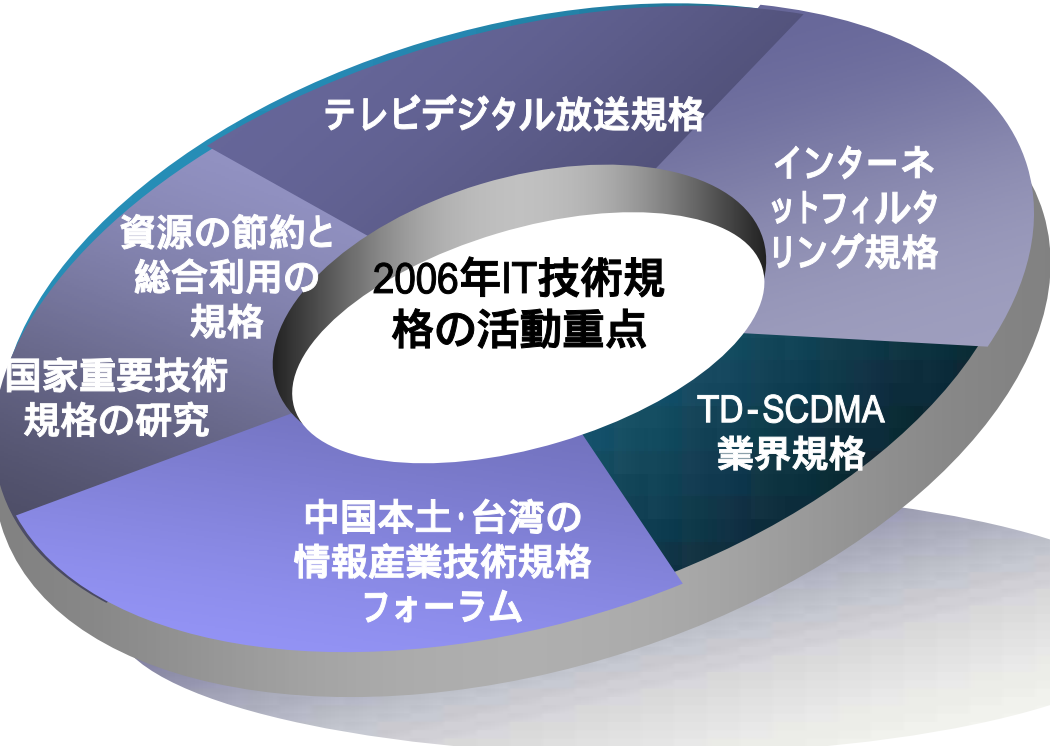 テレビデジタル放送規格
インターネ
ットフィルタ
リング規格
資源の節約と
総合利用の
規格
2006年IT技術規
格の活動重点
国家重要技術
規格の研究
TD-SCDMA
業界規格
中国本土･台湾の
情報産業技術規格
フォーラム